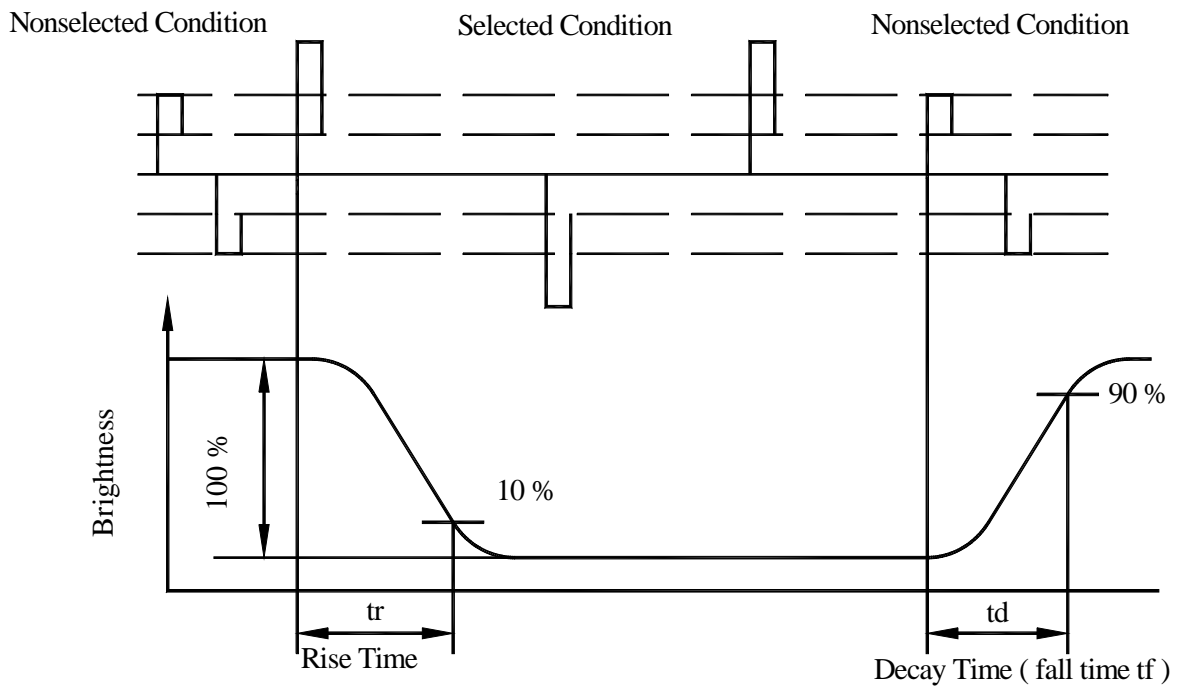 Nonselected Condition
Selected Condition
Nonselected Condition
Brightness
100 %
10 %
90 %
tr
Rise Time
td
Decay Time ( fall time tf )